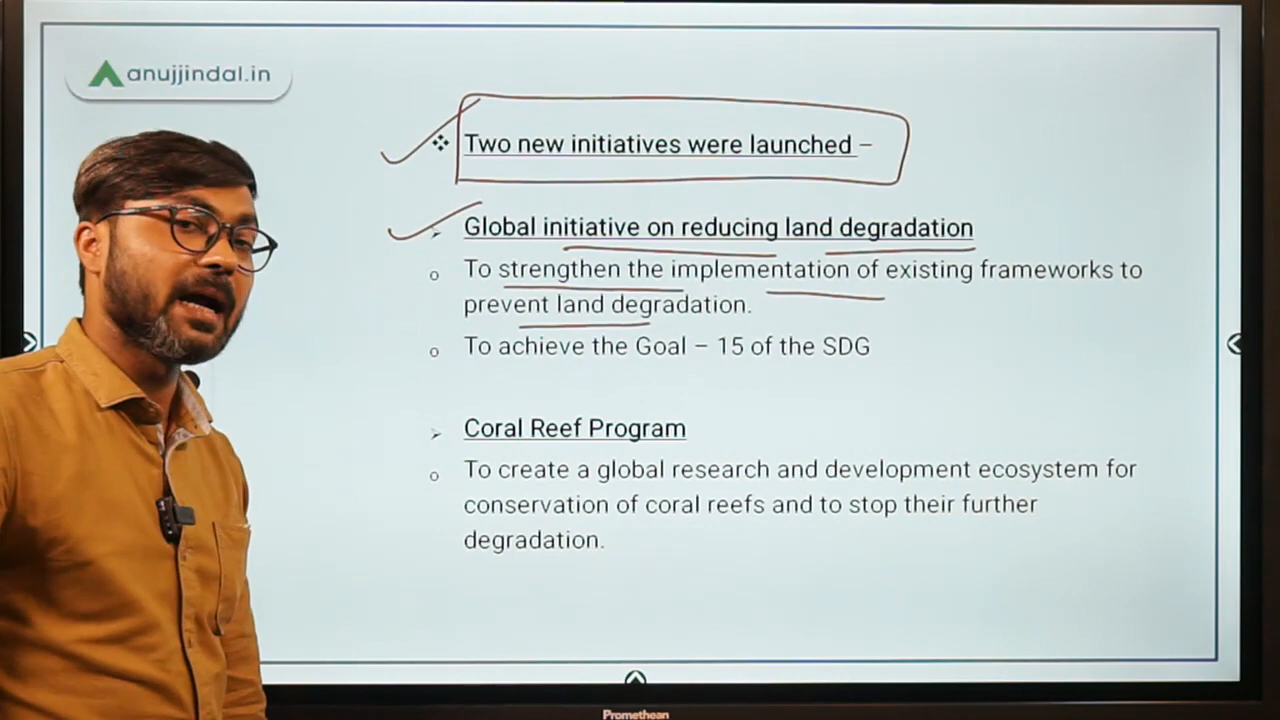 anujjindal.in
❖ Two new initiatives were launched –
➢ Global initiative on reducing land degradation
o To strengthen the implementation of existing frameworks to
prevent land degradation.
o To achieve the Goal – 15 of the SDG
➢ Coral Reef Program
o To create a global research and development ecosystem for
conservation of coral reefs and to stop their further
degradation.
Promethean